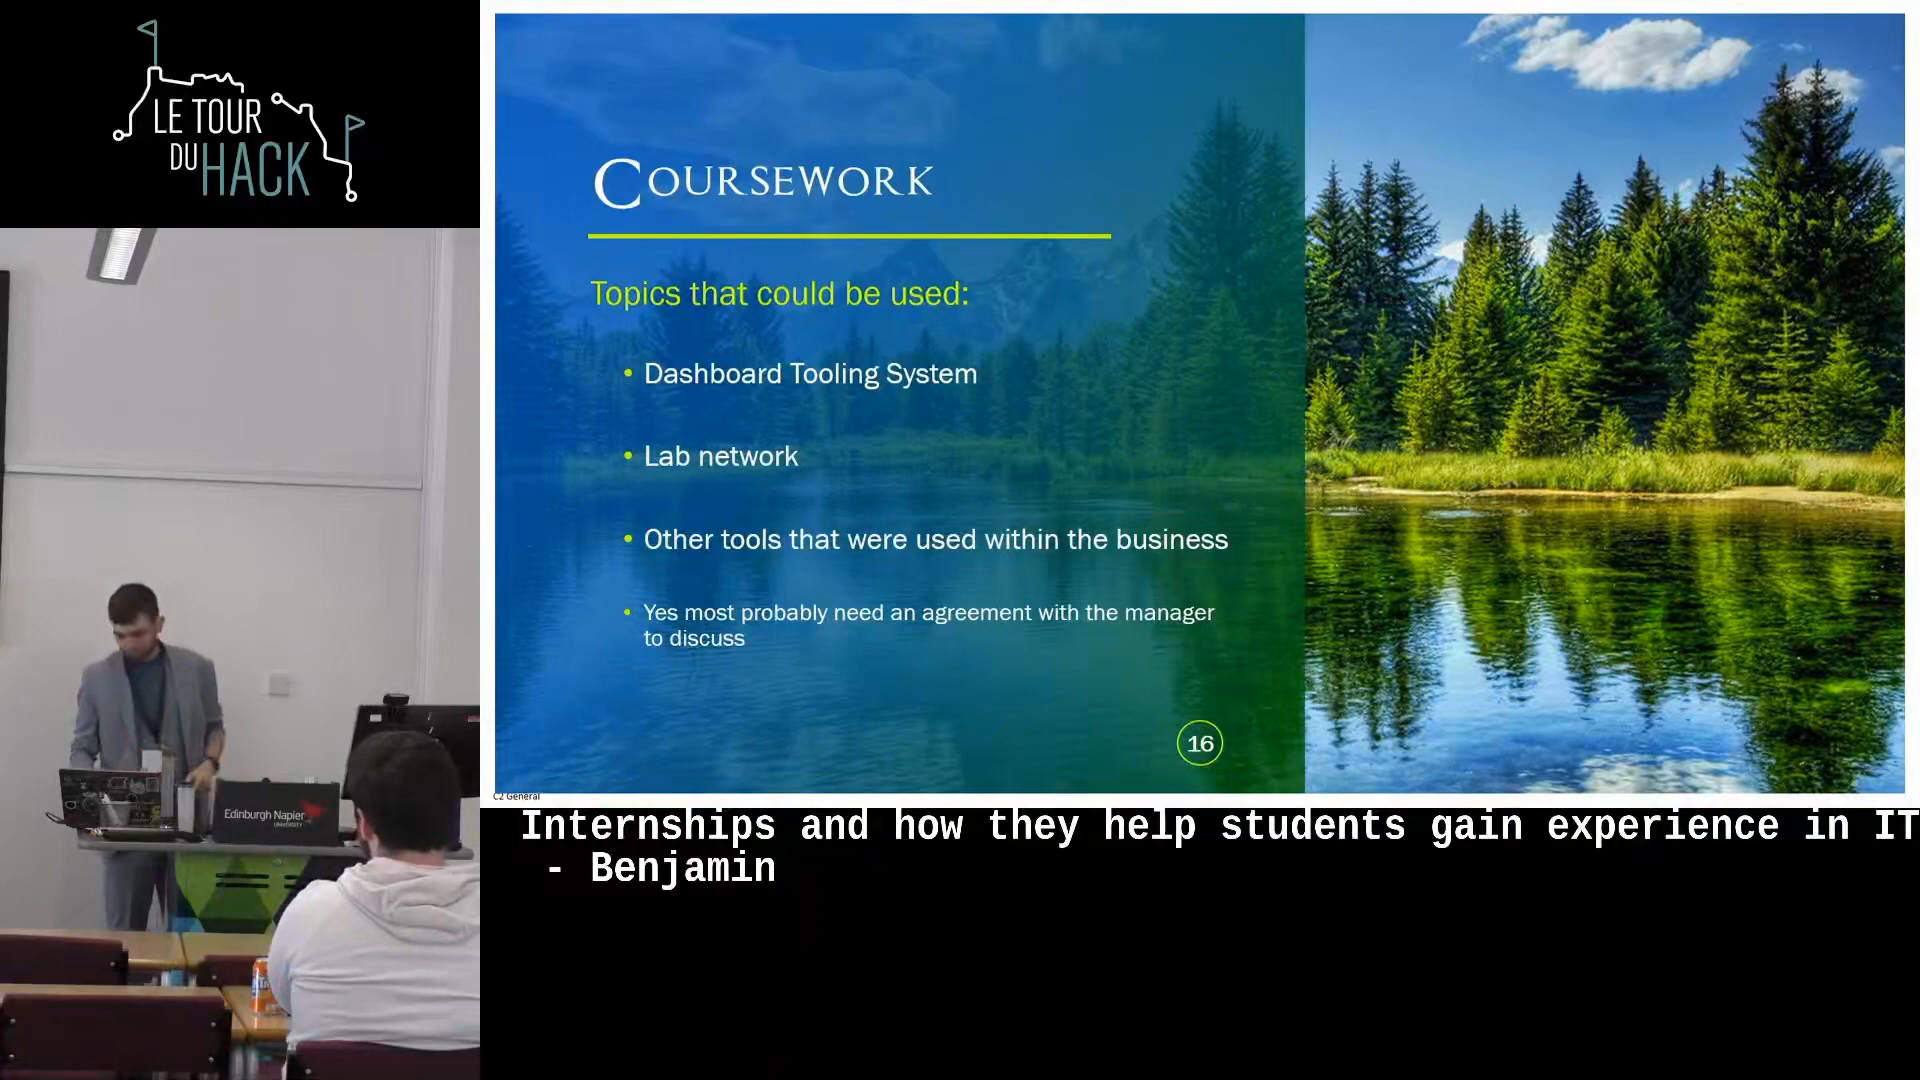 LE TOUR
DU HACK
COURSEWORK
Topics that could be used:
• Dashboard Tooling System
• Lab network
• Other tools that were used within the business
• Yes most probably need an agreement with the manager
to discuss
16
C2 General
Edinburgh Napier
UNIVERSITY
Internships and how they help students gain experience in IT
- Benjamin